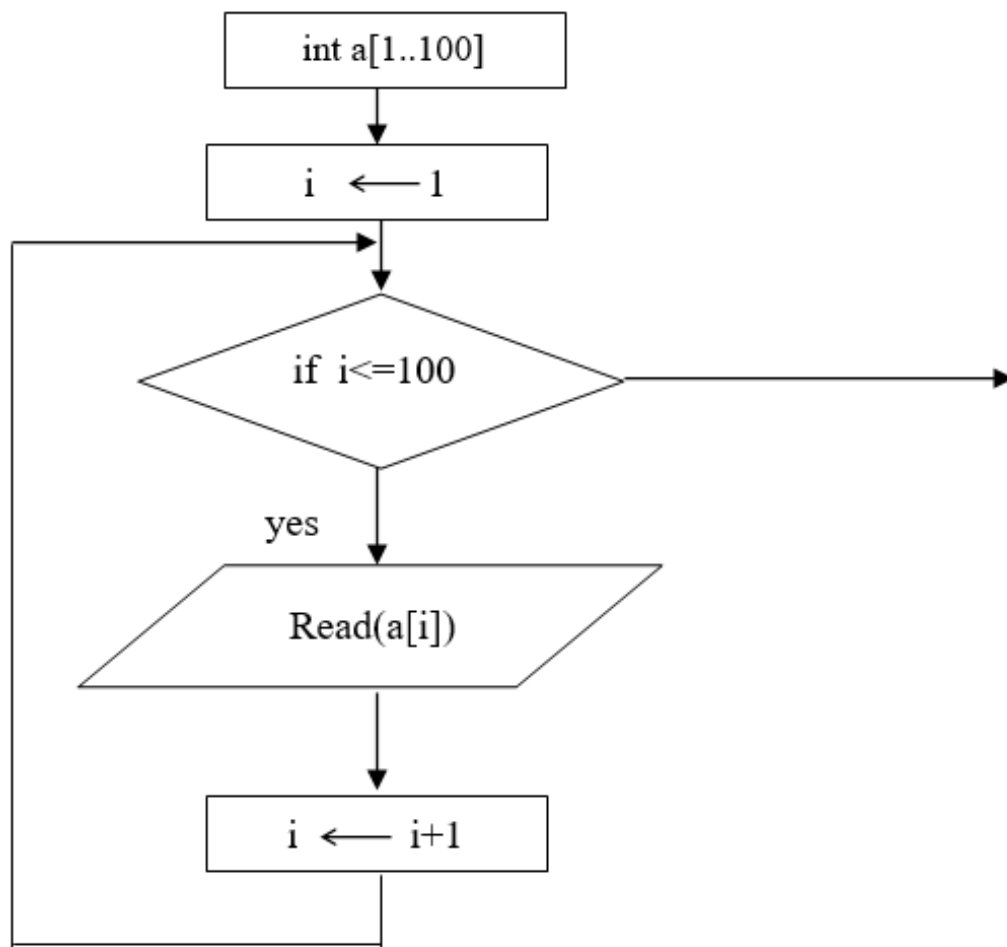 int a[1..100]
i ⟵ 1
if i<=100
yes
Read(a[i])
i ⟵ i+1